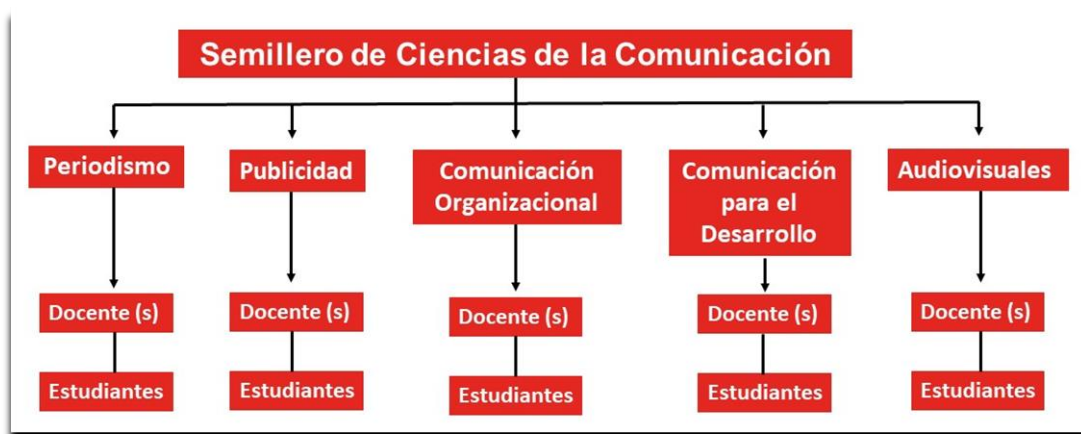 Semillero de Ciencias de la Comunicación
Periodismo
Publicidad
Comunicación
Organizacional
Comunicación
para el
Desarrollo
Audiovisuales
Docente (s)
Docente (s)
Docente (s)
Docente (s)
Docente (s)
Estudiantes
Estudiantes
Estudiantes
Estudiantes
Estudiantes